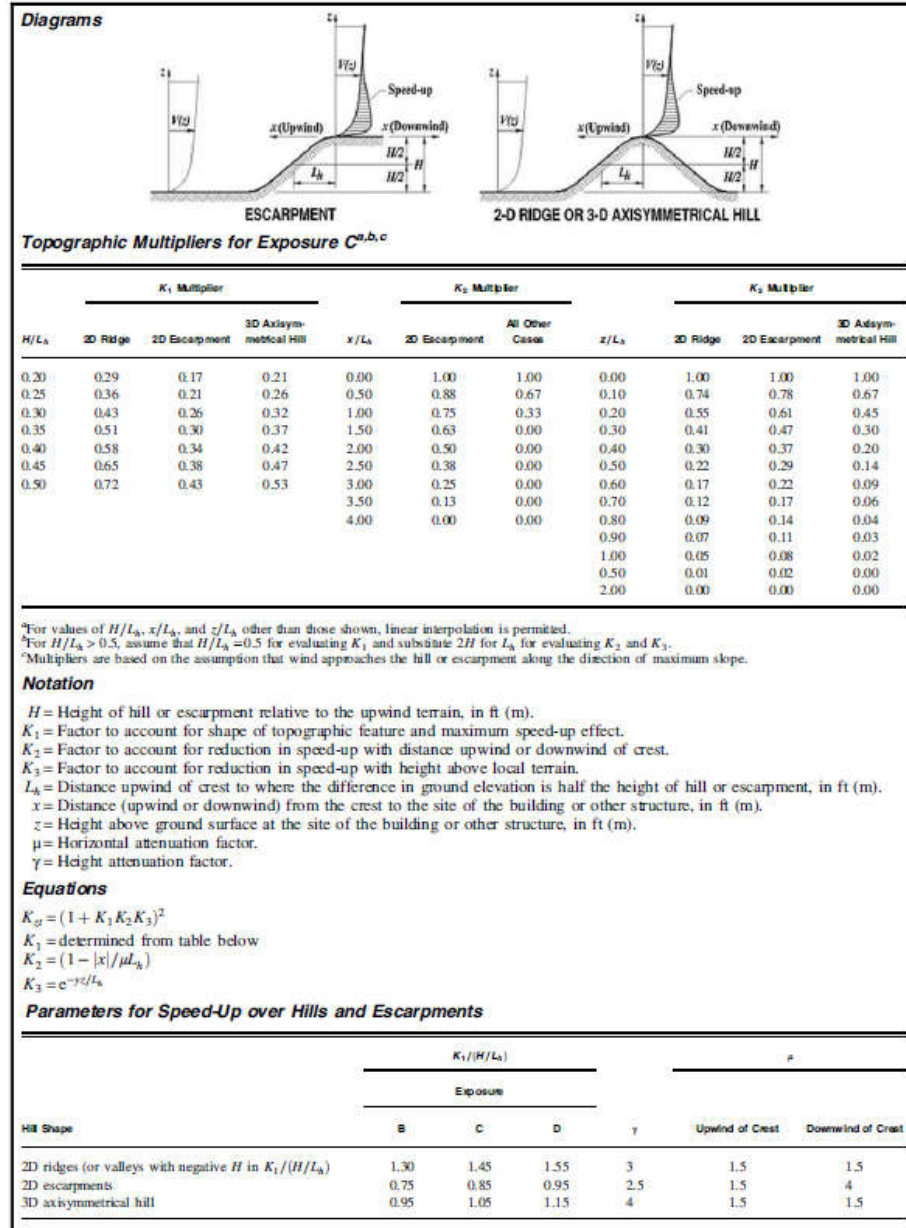 Diagrams
z
z
V(z)
V(z)
Speed-up
Speed-up
z
z
V(z)
x(Upwind)
x(Downwind)
V(z)
x(Upwind)
x(Downwind)
H/2
H
H/2
H/2
H
H/2
Lh
Lh
ESCARPMENT
2-D RIDGE OR 3-D AXISYMMETRICAL HILL
Topographic Multipliers for Exposure C a,b,c
K1 Multiplier K2 Multiplier K3 Multiplier
H/Lh 2D Ridge 2D Escarpment 3D Axisym-metrical Hill x/Lh 2D Escarpment All Other Cases z/Lh 2D Ridge 2D Escarpment 3D Axisym-metrical Hill
0.20 0.29 0.17 0.21 0.00 1.00 1.00 0.00 1.00 1.00 1.00
0.25 0.36 0.21 0.26 0.50 0.88 0.67 0.10 0.74 0.78 0.67
0.30 0.43 0.26 0.32 1.00 0.75 0.33 0.20 0.55 0.61 0.45
0.35 0.51 0.30 0.37 1.50 0.63 0.00 0.30 0.41 0.47 0.30
0.40 0.58 0.34 0.42 2.00 0.50 0.00 0.40 0.30 0.37 0.20
0.45 0.65 0.38 0.47 2.50 0.38 0.00 0.50 0.22 0.29 0.14
0.50 0.72 0.43 0.53 3.00 0.25 0.00 0.60 0.17 0.22 0.09
3.50 0.13 0.00 0.70 0.12 0.17 0.06
4.00 0.00 0.00 0.80 0.09 0.14 0.04
0.90 0.07 0.11 0.03
1.00 0.05 0.08 0.02
0.50 0.01 0.02 0.00
2.00 0.00 0.00 0.00
a For values of H/Lh, x/Lh, and z/Lh other than those shown, linear interpolation is permitted.
b For H/Lh > 0.5, assume that H/Lh = 0.5 for evaluating K1 and substitute 2H for Lh for evaluating K2 and K3.
c Multipliers are based on the assumption that wind approaches the hill or escarpment along the direction of maximum slope.
Notation
H = Height of hill or escarpment relative to the upwind terrain, in ft (m).
K1 = Factor to account for shape of topographic feature and maximum speed-up effect.
K2 = Factor to account for reduction in speed-up with distance upwind or downwind of crest.
K3 = Factor to account for reduction in speed-up with height above local terrain.
Lh = Distance upwind of crest to where the difference in ground elevation is half the height of hill or escarpment, in ft (m).
x = Distance (upwind or downwind) from the crest to the site of the building or other structure, in ft (m).
z = Height above ground surface at the site of the building or other structure, in ft (m).
μ = Horizontal attenuation factor.
γ = Height attenuation factor.
Equations
Kzt = (1 + K1K2K3)²
K1 = determined from table below
K2 = (1 − |x|/μLh)
K3 = e^−γz/Lh
Parameters for Speed-Up over Hills and Escarpments
K1/(H/Lh) μ
Exposure
Hill Shape B C D γ Upwind of Crest Downwind of Crest
2D ridges (or valleys with negative H in K1/(H/Lh) 1.30 1.45 1.55 3 1.5 1.5
2D escarpments 0.75 0.85 0.95 2.5 1.5 4
3D axisymmetrical hill 0.95 1.05 1.15 4 1.5 1.5